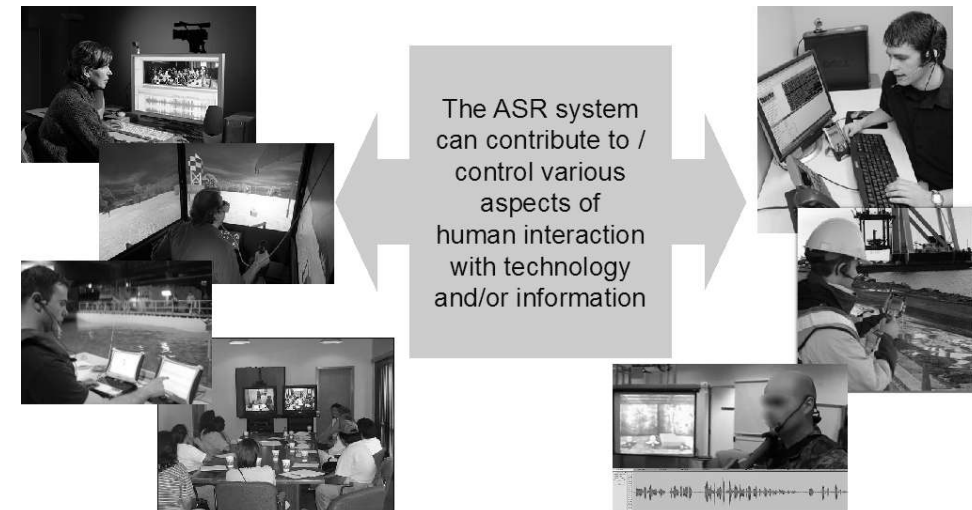 The ASR system
can contribute to /
control various
aspects of
human interaction
with technology
and/or information